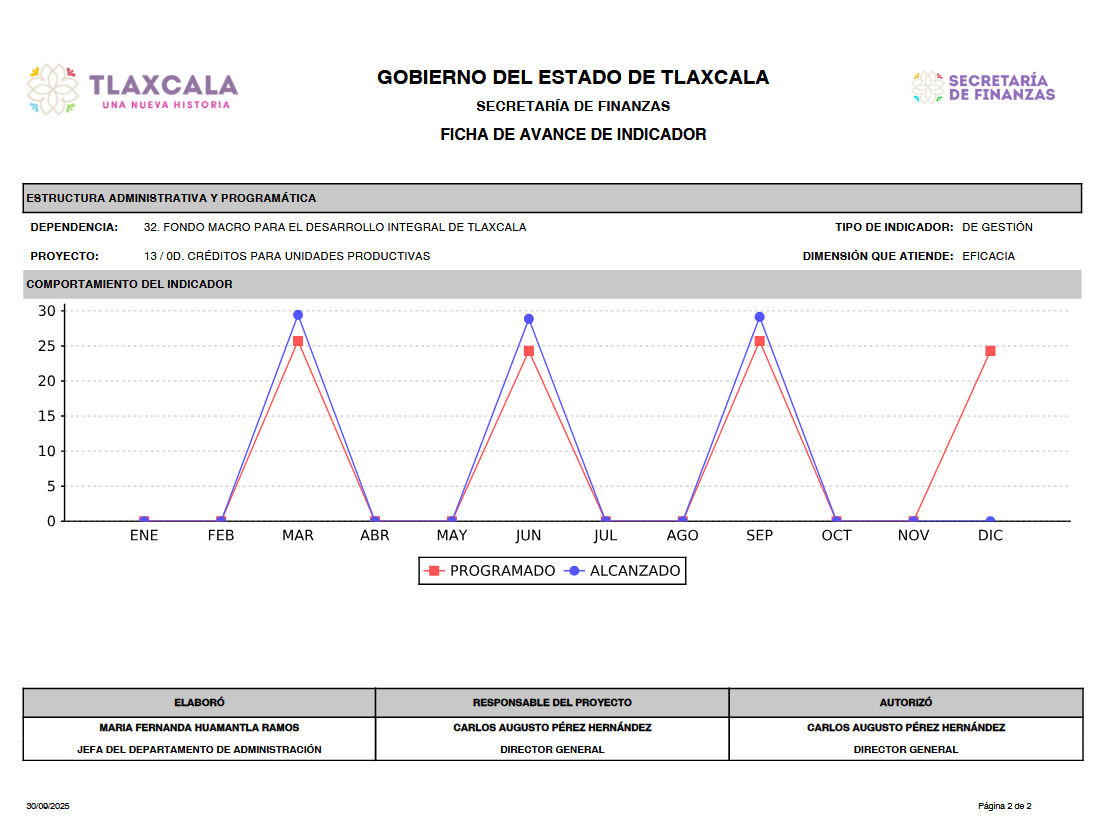 TLAXCALA
UNA NUEVA HISTORIA
GOBIERNO DEL ESTADO DE TLAXCALA
SECRETARÍA DE FINANZAS
FICHA DE AVANCE DE INDICADOR
SECRETARÍA
DE FINANZAS
ESTRUCTURA ADMINISTRATIVA Y PROGRAMÁTICA
DEPENDENCIA: 32. FONDO MACRO PARA EL DESARROLLO INTEGRAL DE TLAXCALA TIPO DE INDICADOR: DE GESTIÓN
PROYECTO: 13 / 0D. CRÉDITOS PARA UNIDADES PRODUCTIVAS DIMENSIÓN QUE ATIENDE: EFICACIA
COMPORTAMIENTO DEL INDICADOR
30
25
20
15
10
5
0
ENE FEB MAR ABR MAY JUN JUL AGO SEP OCT NOV DIC
PROGRAMADO ALCANZADO
ELABORÓ RESPONSABLE DEL PROYECTO AUTORIZÓ
MARIA FERNANDA HUAMANTLA RAMOS CARLOS AUGUSTO PÉREZ HERNÁNDEZ CARLOS AUGUSTO PÉREZ HERNÁNDEZ
JEFA DEL DEPARTAMENTO DE ADMINISTRACIÓN DIRECTOR GENERAL DIRECTOR GENERAL
30/09/2025 Página 2 de 2